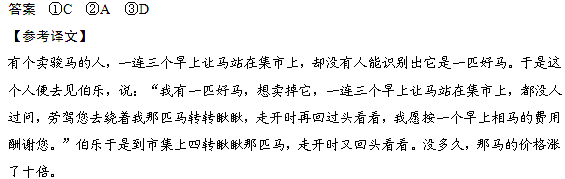 答案 ①C ②A ③D
【参考译文】
有个卖骏马的人，一连三个早上让马站在集市上，却没有人能识别出它是一匹好马。于是这
个人便去见伯乐，说：“我有一匹好马，想卖掉它，一连三个早上让马站在集市上，都没人
过问，劳驾您去绕着我那匹马转转瞅瞅，走开时再回过头看看，我愿按一个早上相马的费用
酬谢您。”伯乐于是到市集上四转瞅瞅那匹马，走开时又回头看看。没多久，那马的价格涨
了十倍。